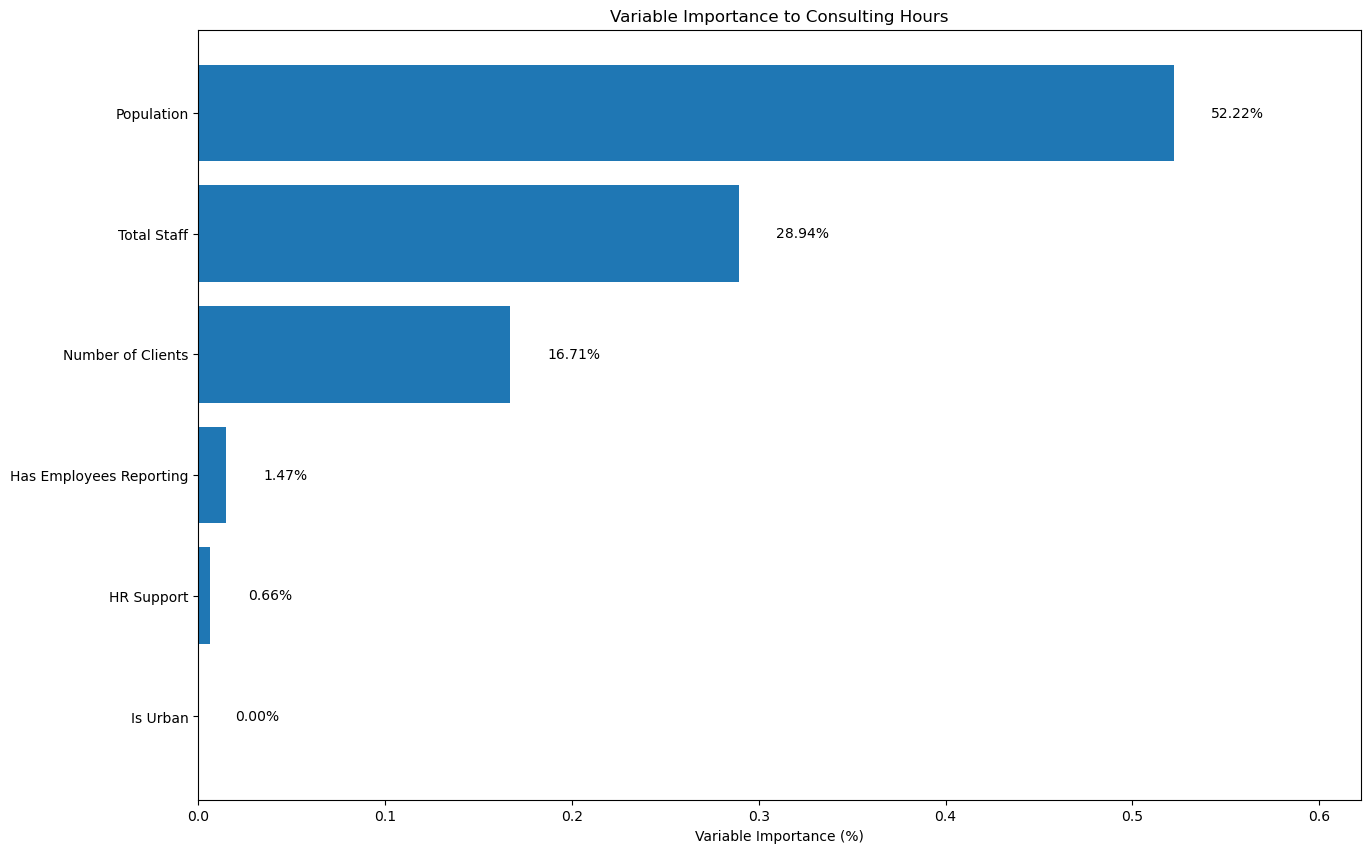 Variable Importance to Consulting Hours
Population
52.22%
Total Staff
28.94%
Number of Clients
16.71%
Has Employees Reporting
1.47%
HR Support
0.66%
Is Urban
0.00%
0.0 0.1 0.2 0.3 0.4 0.5 0.6
Variable Importance (%)